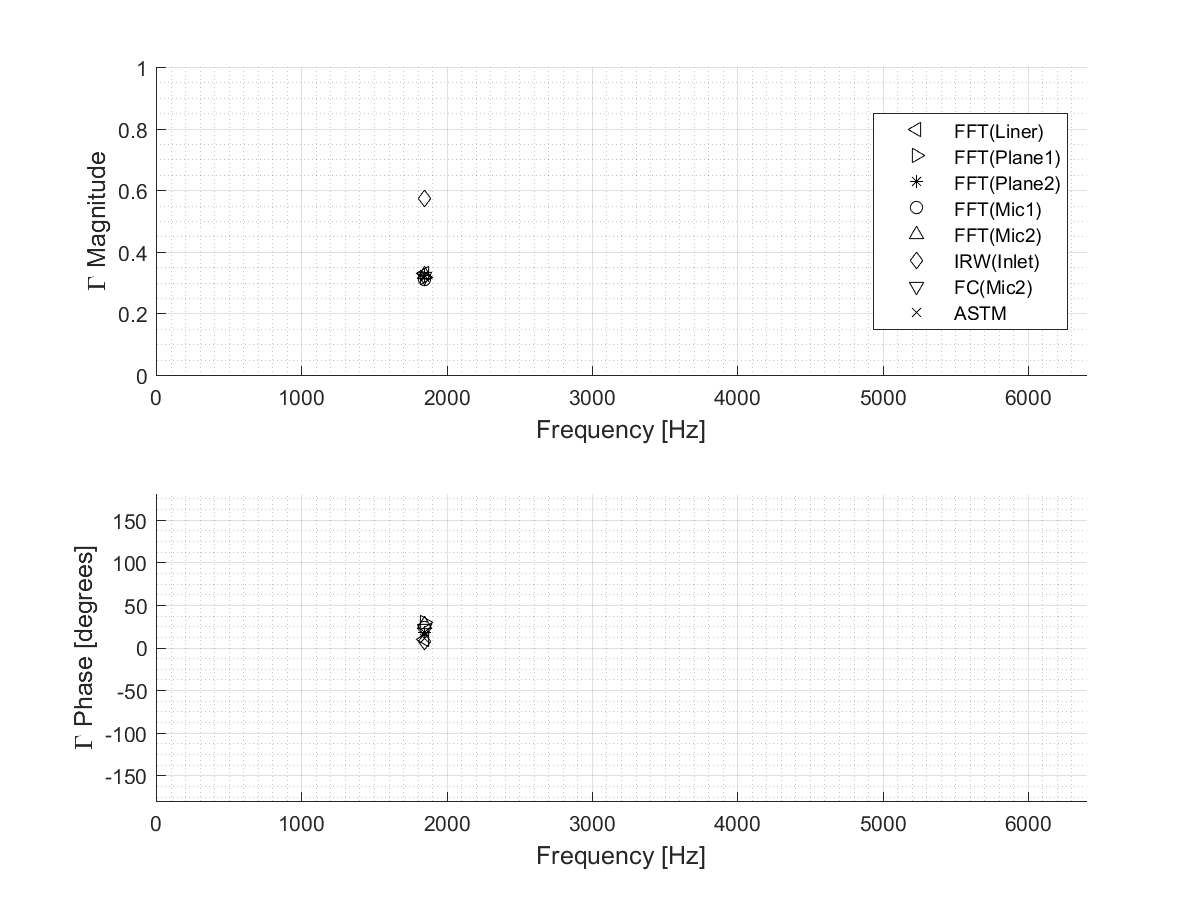 1
0.8
0.6
0.4
0.2
0
Γ Magnitude
0 1000 2000 3000 4000 5000 6000
Frequency [Hz]
FFT(Liner)
FFT(Plane1)
FFT(Plane2)
FFT(Mic1)
FFT(Mic2)
IRW(Inlet)
FC(Mic2)
ASTM
150
100
50
0
-50
-100
-150
Γ Phase [degrees]
0 1000 2000 3000 4000 5000 6000
Frequency [Hz]